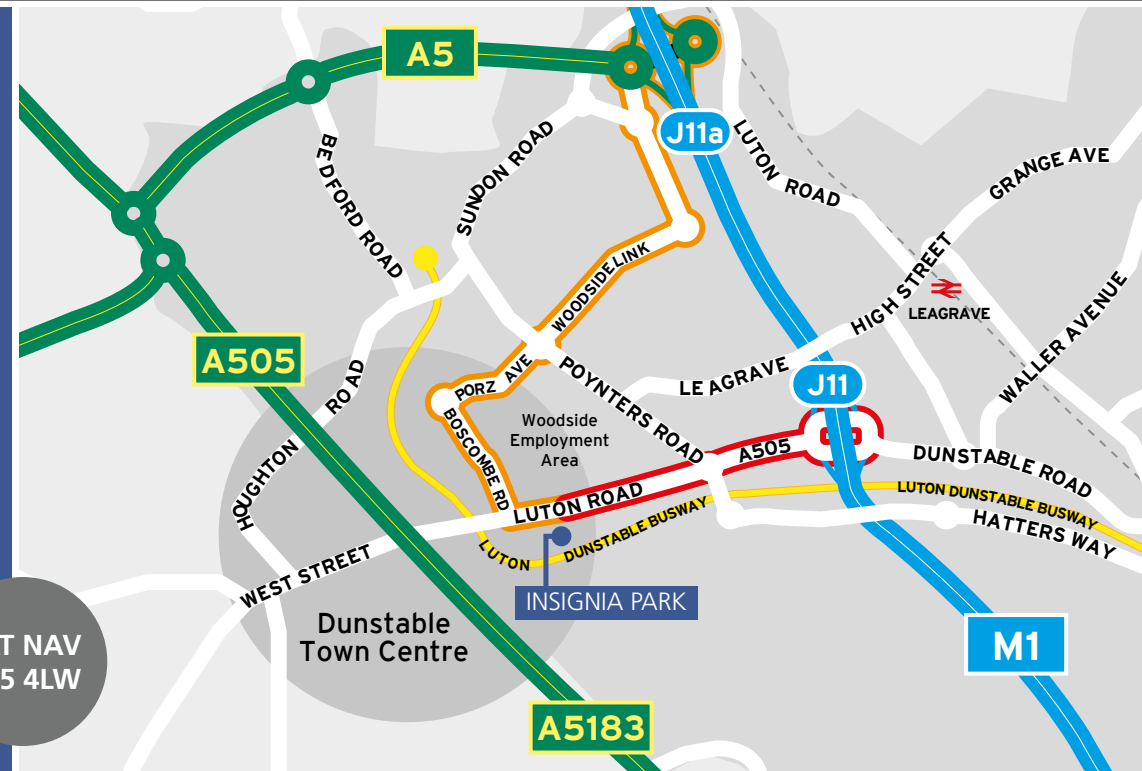 A5
J11a
LUTON ROAD
GRANGE AVE
BEDFORD ROAD
SUNDON ROAD
WOODSIDE LINK
HIGH STREET
LEAGRAVE
WALLER AVENUE
A505
LEAGRAVE
J11
PORZ AVE
POYNTERS ROAD
HOUGHTON ROAD
BOSCOMBE RD
Woodside
Employment
Area
A505
DUNSTABLE ROAD
LUTON ROAD
LUTON DUNSTABLE BUSWAY
HATTERS WAY
LUTON DUNSTABLE BUSWAY
WEST STREET
INSIGNIA PARK
Dunstable
Town Centre
T NAV
5 4LW
M1
A5183